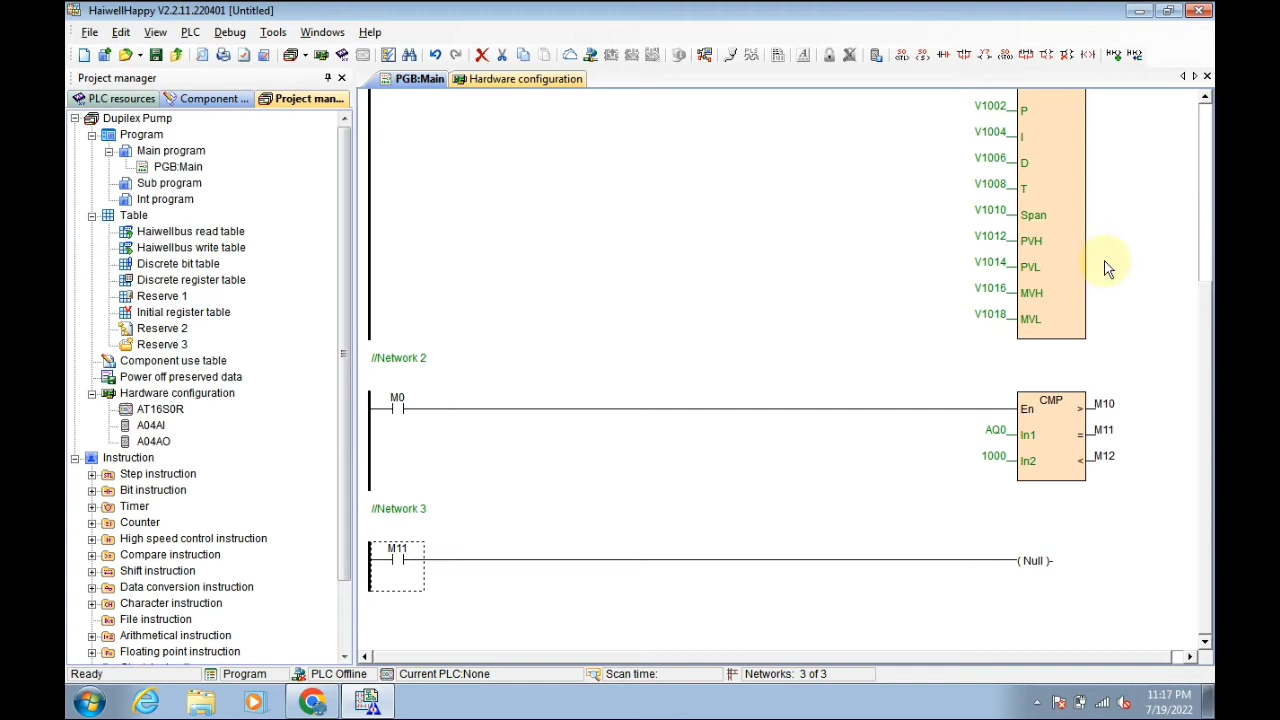 HaiwellHappy V2.2.11.220401 [Untitled]
File Edit View PLC Debug Tools Windows Help
Project manager
PGB:Main Hardware configuration
PLC resources Component ... Project man...
Dupilex Pump
Program
Main program
PGB:Main
Sub program
Int program
Table
Haiwellbus read table
Haiwellbus write table
Discrete bit table
Discrete register table
Reserve 1
Initial register table
Reserve 2
Reserve 3
Component use table
Power off preserved data
Hardware configuration
AT16S0R
A04AI
A04AO
Instruction
Step instruction
Bit instruction
Timer
Counter
High speed control instruction
Compare instruction
Shift instruction
Data conversion instruction
Character instruction
File instruction
Arithmetical instruction
Floating point instruction
V1002 P
V1004 I
V1006 D
V1008 T
V1010 Span
V1012 PVH
V1014 PVL
V1016 MVH
V1018 MVL
//Network 2
M0 CMP
En > M10
AQ0 In1 = M11
1000 In2 < M12
//Network 3
M11
( Null )-
Ready Program PLC Offline Current PLC:None Scan time: Networks: 3 of 3
11:17 PM
7/19/2022